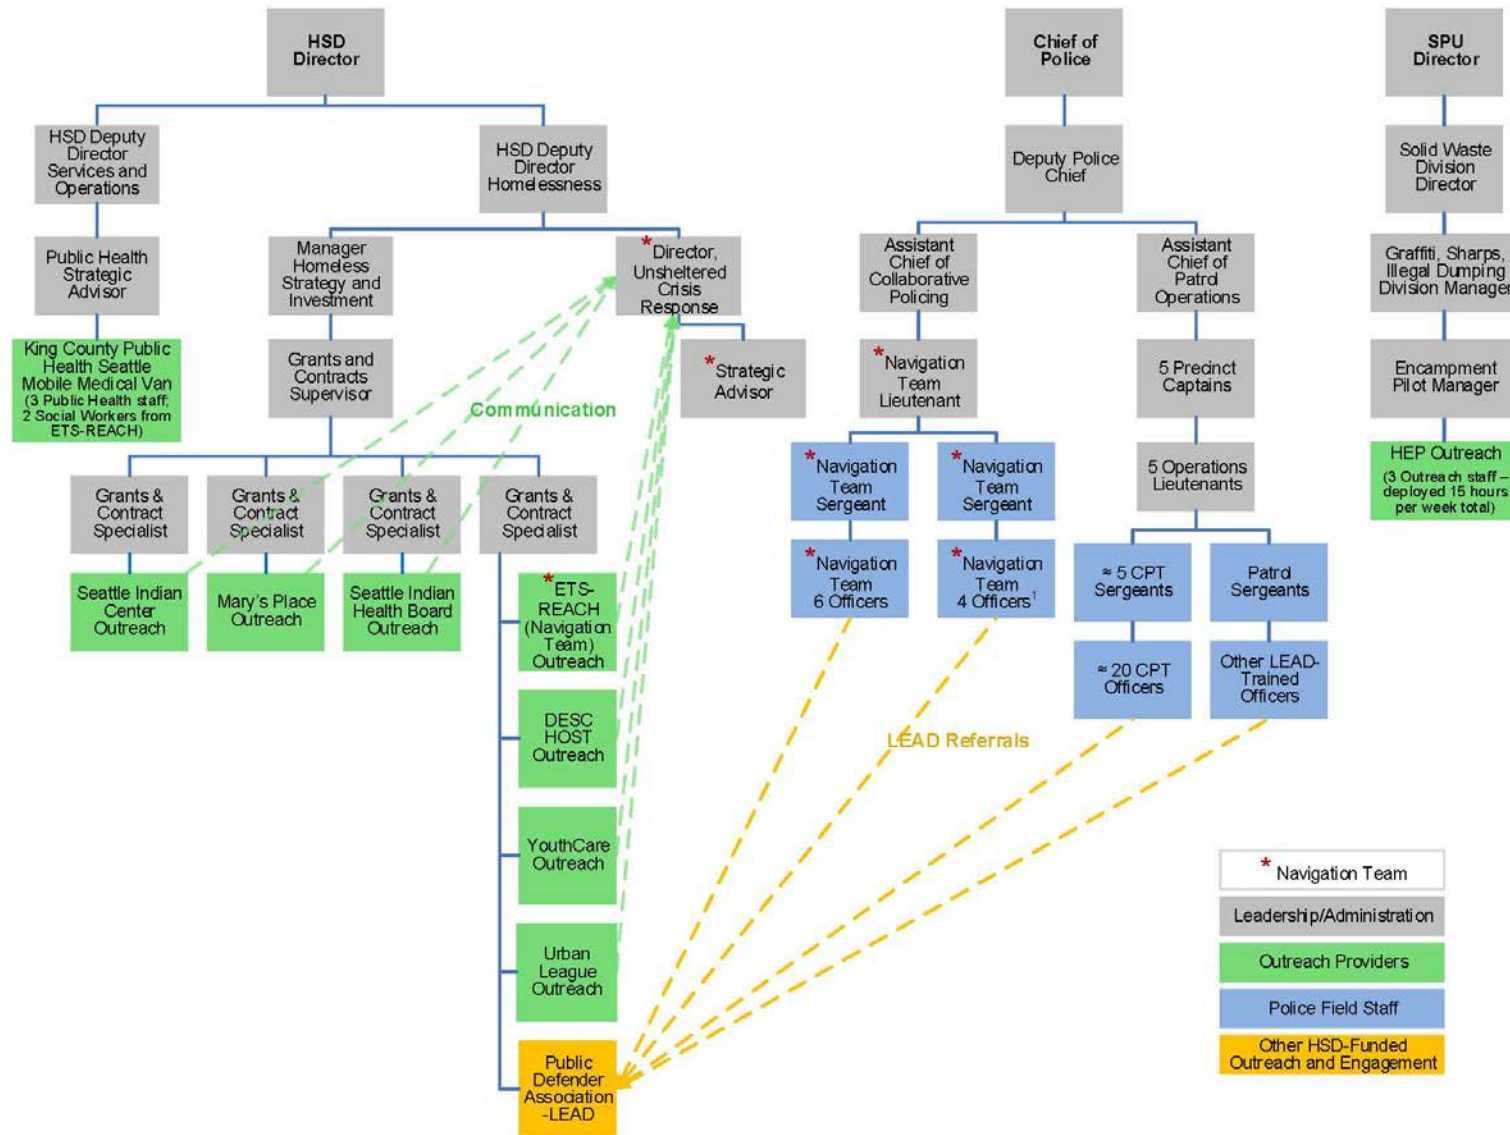 HSD
Director
Chief of
Police
SPU
Director
HSD Deputy
Director
Services and
Operations
HSD Deputy
Director
Homelessness
Deputy Police
Chief
Solid Waste
Division
Director
Public Health
Strategic
Advisor
Manager
Homeless
Strategy and
Investment
*Director,
Unsheltered
Crisis
Response
Assistant
Chief of
Collaborative
Policing
Assistant
Chief of
Patrol
Operations
Graffiti, Sharps,
Illegal Dumping
Division Manager
King County Public
Health Seattle
Mobile Medical Van
(3 Public Health staff;
2 Social Workers from
ETS-REACH)
Grants and
Contracts
Supervisor
*Strategic
Advisor
*Navigation
Team
Lieutenant
5 Precinct
Captains
Encampment
Pilot Manager
Communication
*Navigation
Team
Sergeant
*Navigation
Team
Sergeant
5 Operations
Lieutenants
HEP Outreach
(3 Outreach staff –
deployed 15 hours
per week total)
Grants &
Contract
Specialist
Grants &
Contract
Specialist
Grants &
Contract
Specialist
Grants &
Contract
Specialist
Seattle Indian
Center
Outreach
Mary's Place
Outreach
Seattle Indian
Health Board
Outreach
*ETS-
REACH
(Navigation
Team)
Outreach
*Navigation
Team
6 Officers
*Navigation
Team
4 Officers¹
≈ 5 CPT
Sergeants
Patrol
Sergeants
≈ 20 CPT
Officers
Other LEAD-
Trained
Officers
DESC
HOST
Outreach
LEAD Referrals
YouthCare
Outreach
Urban
League
Outreach
Public
Defender
Association
-LEAD
* Navigation Team
Leadership/Administration
Outreach Providers
Police Field Staff
Other HSD-Funded
Outreach and Engagement